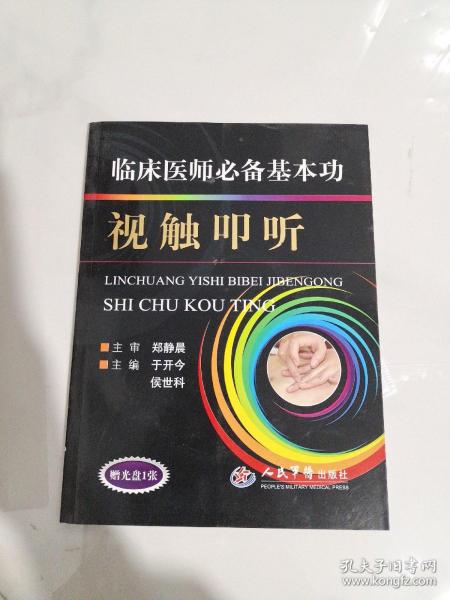 临床医师必备基本功
视触叩听
LINCHUANG YISHI BIBEI JIBENGONG
SHI CHU KOU TING
主审 郑静晨
主编 于开今
侯世科
赠光盘1张
人民军医出版社
PEOPLE'S MILITARY MEDICAL PRESS
孔夫子旧书网
www.kongfz.com